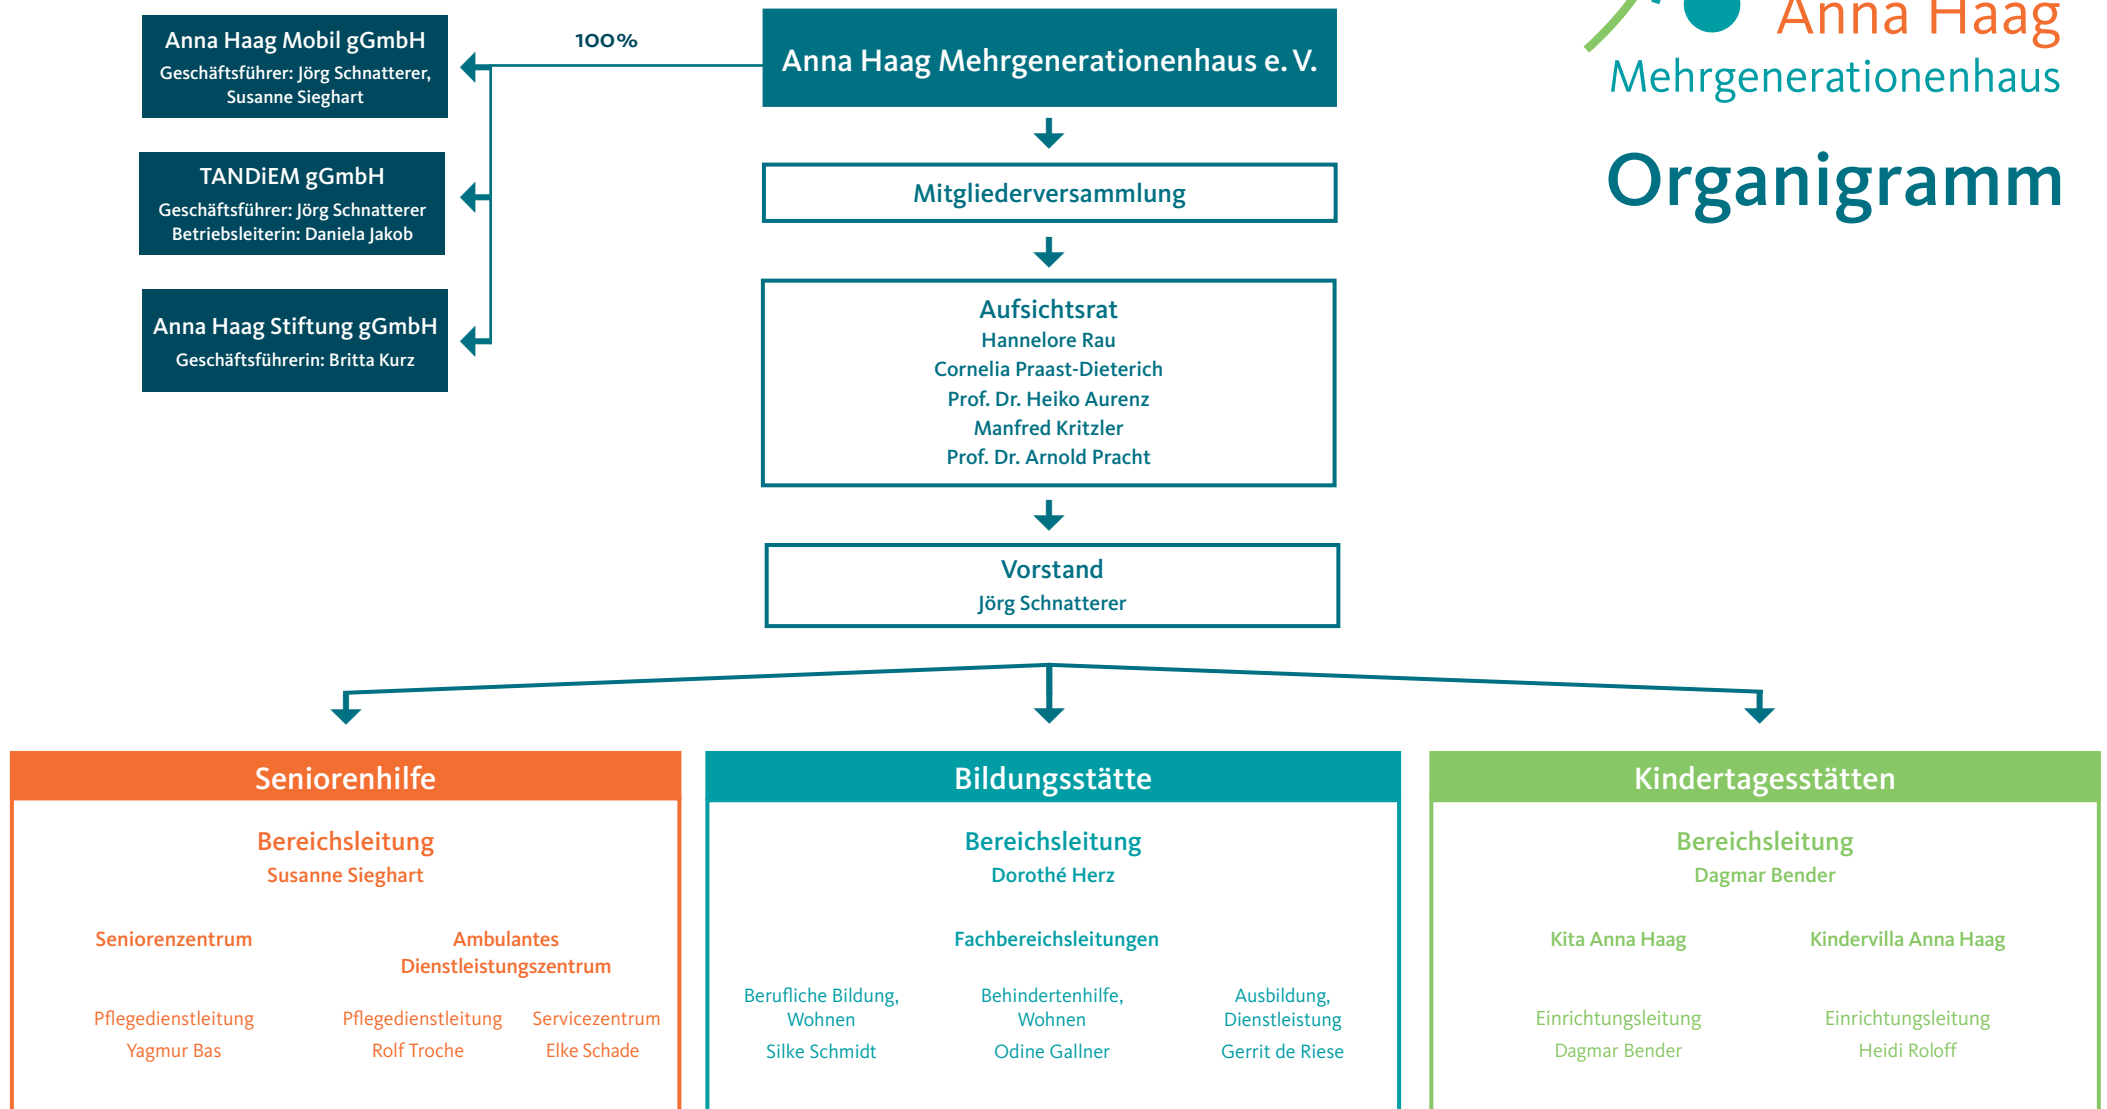 Anna Haag
Mehrgenerationenhaus
Organigramm
Anna Haag Mehrgenerationenhaus e. V.
100%
Anna Haag Mobil gGmbH
Geschäftsführer: Jörg Schnatterer,
Susanne Sieghart
TANDiEM gGmbH
Geschäftsführer: Jörg Schnatterer
Betriebsleiterin: Daniela Jakob
Anna Haag Stiftung gGmbH
Geschäftsführerin: Britta Kurz
Mitgliederversammlung
Aufsichtsrat
Hannelore Rau
Cornelia Praast-Dieterich
Prof. Dr. Heiko Aurenz
Manfred Kritzler
Prof. Dr. Arnold Pracht
Vorstand
Jörg Schnatterer
Seniorenhilfe
Bereichsleitung
Susanne Sieghart
Seniorenzentrum
Pflegedienstleitung
Yagmur Bas
Ambulantes
Dienstleistungszentrum
Pflegedienstleitung
Rolf Troche
Servicezentrum
Elke Schade
Bildungsstätte
Bereichsleitung
Dorothé Herz
Fachbereichsleitungen
Berufliche Bildung,
Wohnen
Silke Schmidt
Behindertenhilfe,
Wohnen
Odine Gallner
Ausbildung,
Dienstleistung
Gerrit de Riese
Kindertagesstätten
Bereichsleitung
Dagmar Bender
Kita Anna Haag
Einrichtungsleitung
Dagmar Bender
Kindervilla Anna Haag
Einrichtungsleitung
Heidi Roloff